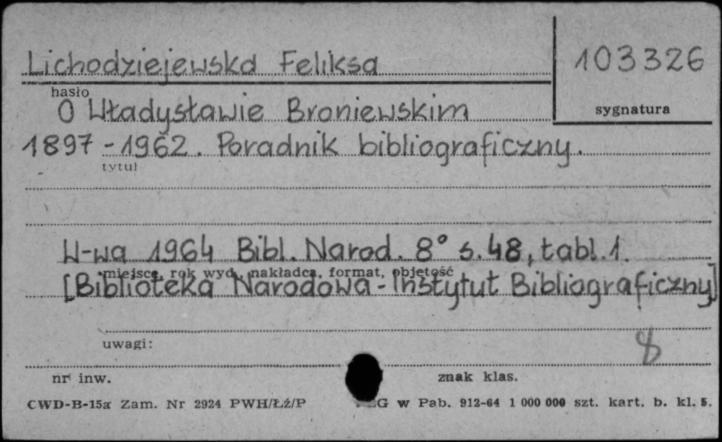 Lichodziejewska Feliksa
103326
hasło
sygnatura
O Władysławie Broniewskim
1897-1962. Poradnik bibliograficzny.
tytuł
W-wa 1964 Bibl. Narod. 8° s. 48, tabl. 1.
miejsce, rok wyd., nakładca, format, objętość
[Biblioteka Narodowa - Instytut Bibliograficzny]
uwagi:
8
nr inw.
znak klas.
CWD-B-15a Zam. Nr 2924 PWH/Łź/P
G w Pab. 912-64 1 000 000 szt. kart. b. kl. 5.